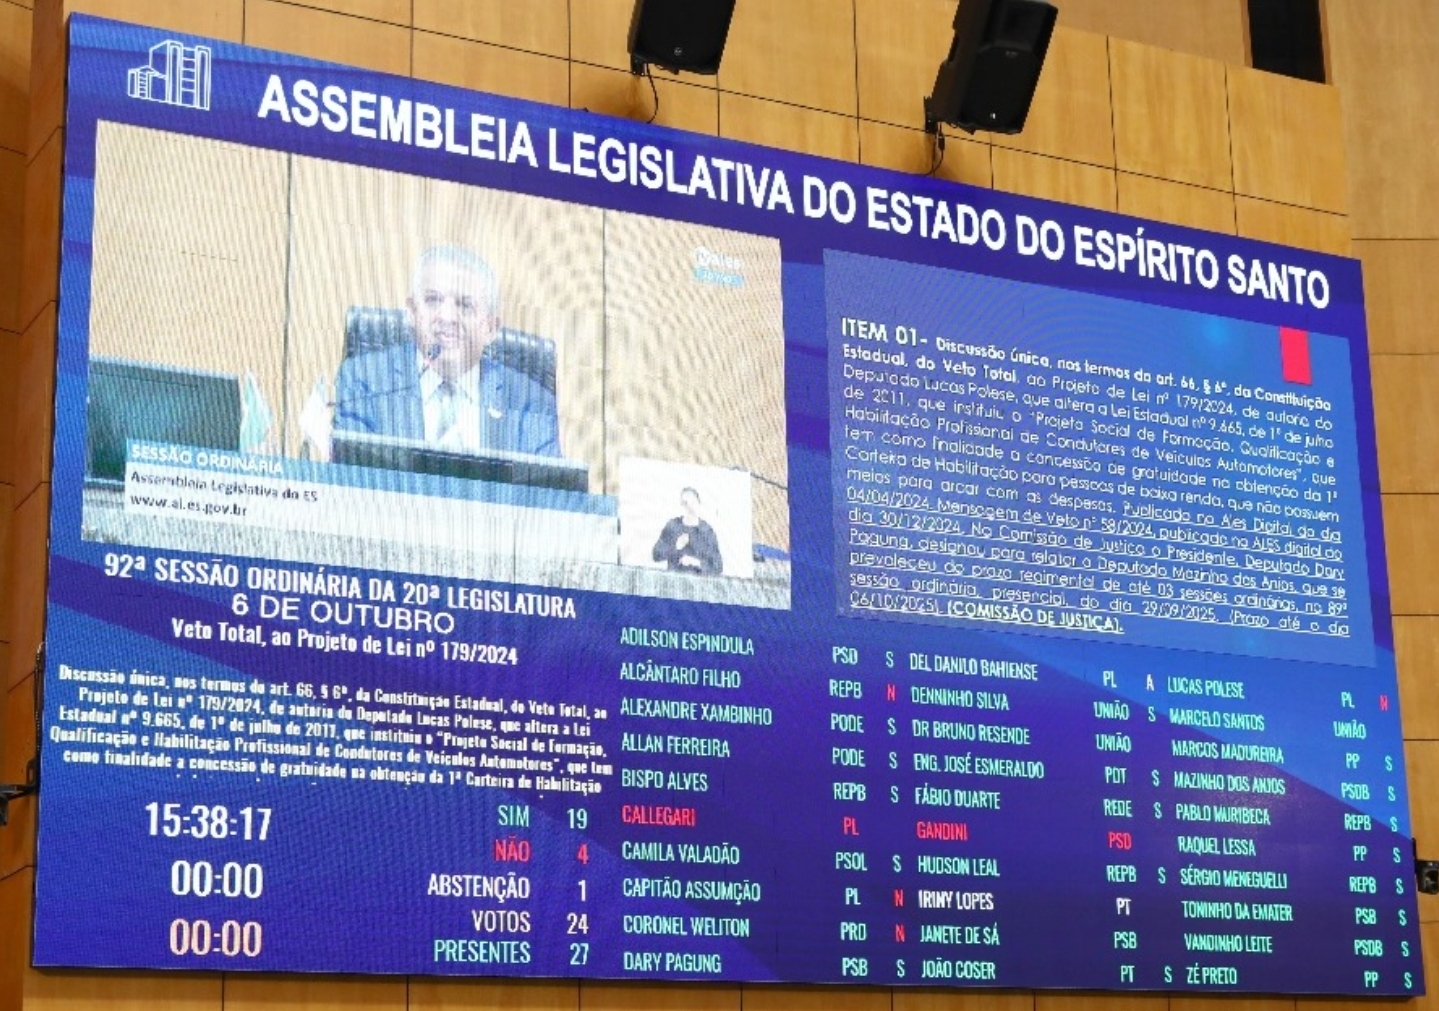 ASSEMBLEIA LEGISLATIVA DO ESTADO DO ESPÍRITO SANTO
SESSÃO ORDINÁRIA
Assembleia Legislativa do ES
www.al.es.gov.br
ITEM 01- Discussão única, nos termos do art. 66, § 6º, da Constituição
Estadual, do Veto Total, ao Projeto de Lei nº 179/2024, de autoria do
Deputado Lucas Polese, que altera a Lei Estadual nº 9.665, de 1º de julho
de 2011, que instituiu o "Projeto Social de Formação, Qualificação e
Habilitação Profissional de Condutores de Veículos Automotores", que
tem como finalidade a concessão de gratuidade na obtenção da 1ª
Carteira de Habilitação para pessoas de baixa renda, que não possuem
meios para arcar com as despesas. Publicado no Ales Digital do dia
04/04/2024. Mensagem de Veto nº 58/2024, publicada no ALES digital do
dia 30/12/2024. Na Comissão de Justiça o Presidente, Deputado Dary
Pagung, designou para relatar o Deputado Mazinho dos Anjos, que se
prevaleceu do prazo regimental de até 03 sessões ordinárias, na 89ª
sessão ordinária, presencial, do dia 29/09/2025. (Prazo até o dia
06/10/2025). (COMISSÃO DE JUSTIÇA).
92ª SESSÃO ORDINÁRIA DA 20ª LEGISLATURA
6 DE OUTUBRO
Veto Total, ao Projeto de Lei nº 179/2024
Discussão única, nos termos do art. 66, § 6º, da Constituição Estadual, do Veto Total, ao
Projeto de Lei nº 179/2024, de autoria do Deputado Lucas Polese, que altera a Lei
Estadual nº 9.665, de 1º de julho de 2011, que instituiu o "Projeto Social de Formação,
Qualificação e Habilitação Profissional de Condutores de Veículos Automotores", que tem
como finalidade a concessão de gratuidade na obtenção da 1ª Carteira de Habilitação
15:38:17
00:00
00:00
SIM 19
NÃO 4
ABSTENÇÃO 1
VOTOS 24
PRESENTES 27
ADILSON ESPINDULA PSD S
ALCÂNTARO FILHO REPB N
ALEXANDRE XAMBINHO PODE S
ALLAN FERREIRA PODE S
BISPO ALVES REPB S
CALLEGARI PL
CAMILA VALADÃO PSOL S
CAPITÃO ASSUMÇÃO PL N
CORONEL WELITON PRD N
DARY PAGUNG PSB S
DEL DANILO BAHIENSE PL A
DENNINHO SILVA UNIÃO S
DR BRUNO RESENDE UNIÃO
ENG. JOSÉ ESMERALDO PDT S
FÁBIO DUARTE REDE S
GANDINI PSD
HUDSON LEAL REPB S
IRINY LOPES PT
JANETE DE SÁ PSB
JOÃO COSER PT S
LUCAS POLESE PL N
MARCELO SANTOS UNIÃO
MARCOS MADUREIRA PP S
MAZINHO DOS ANJOS PSDB S
PABLO MURIBECA REPB S
RAQUEL LESSA PP S
SÉRGIO MENEGUELLI REPB S
TONINHO DA EMATER PSB S
VANDINHO LEITE PSDB S
ZÉ PRETO PP S